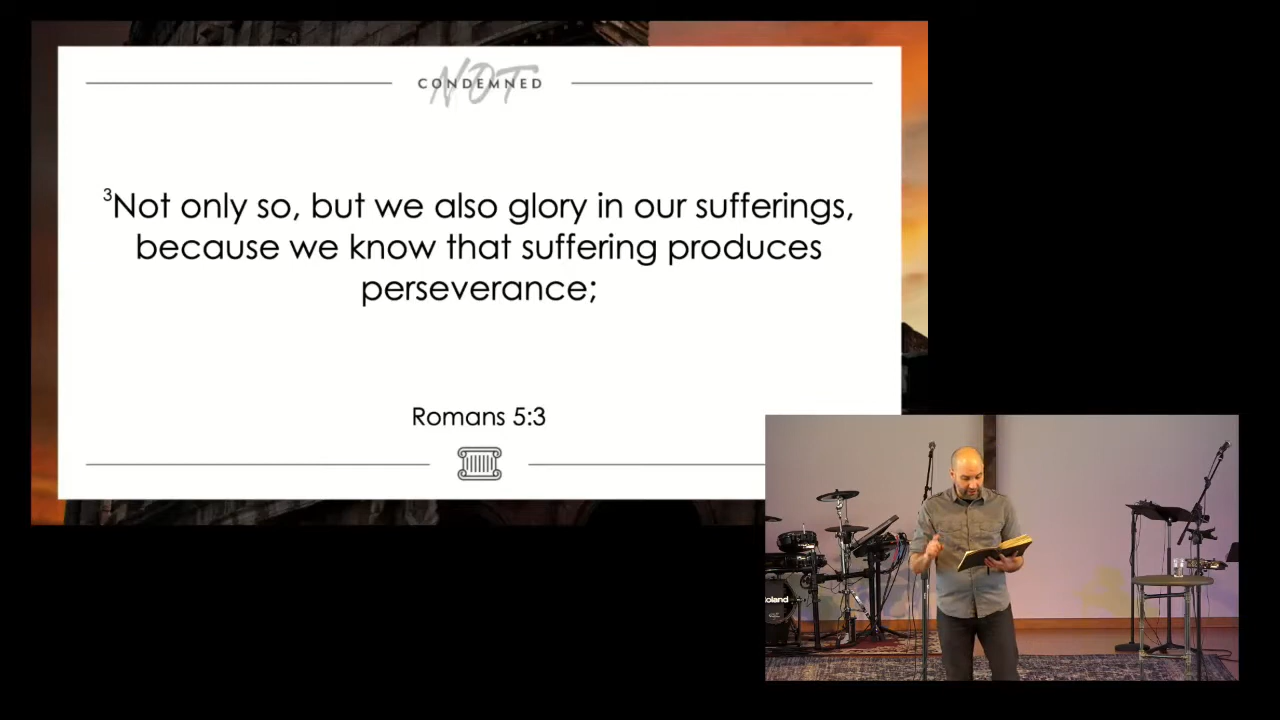 NOT
CONDEMNED
³Not only so, but we also glory in our sufferings,
because we know that suffering produces
perseverance;
Romans 5:3
Roland